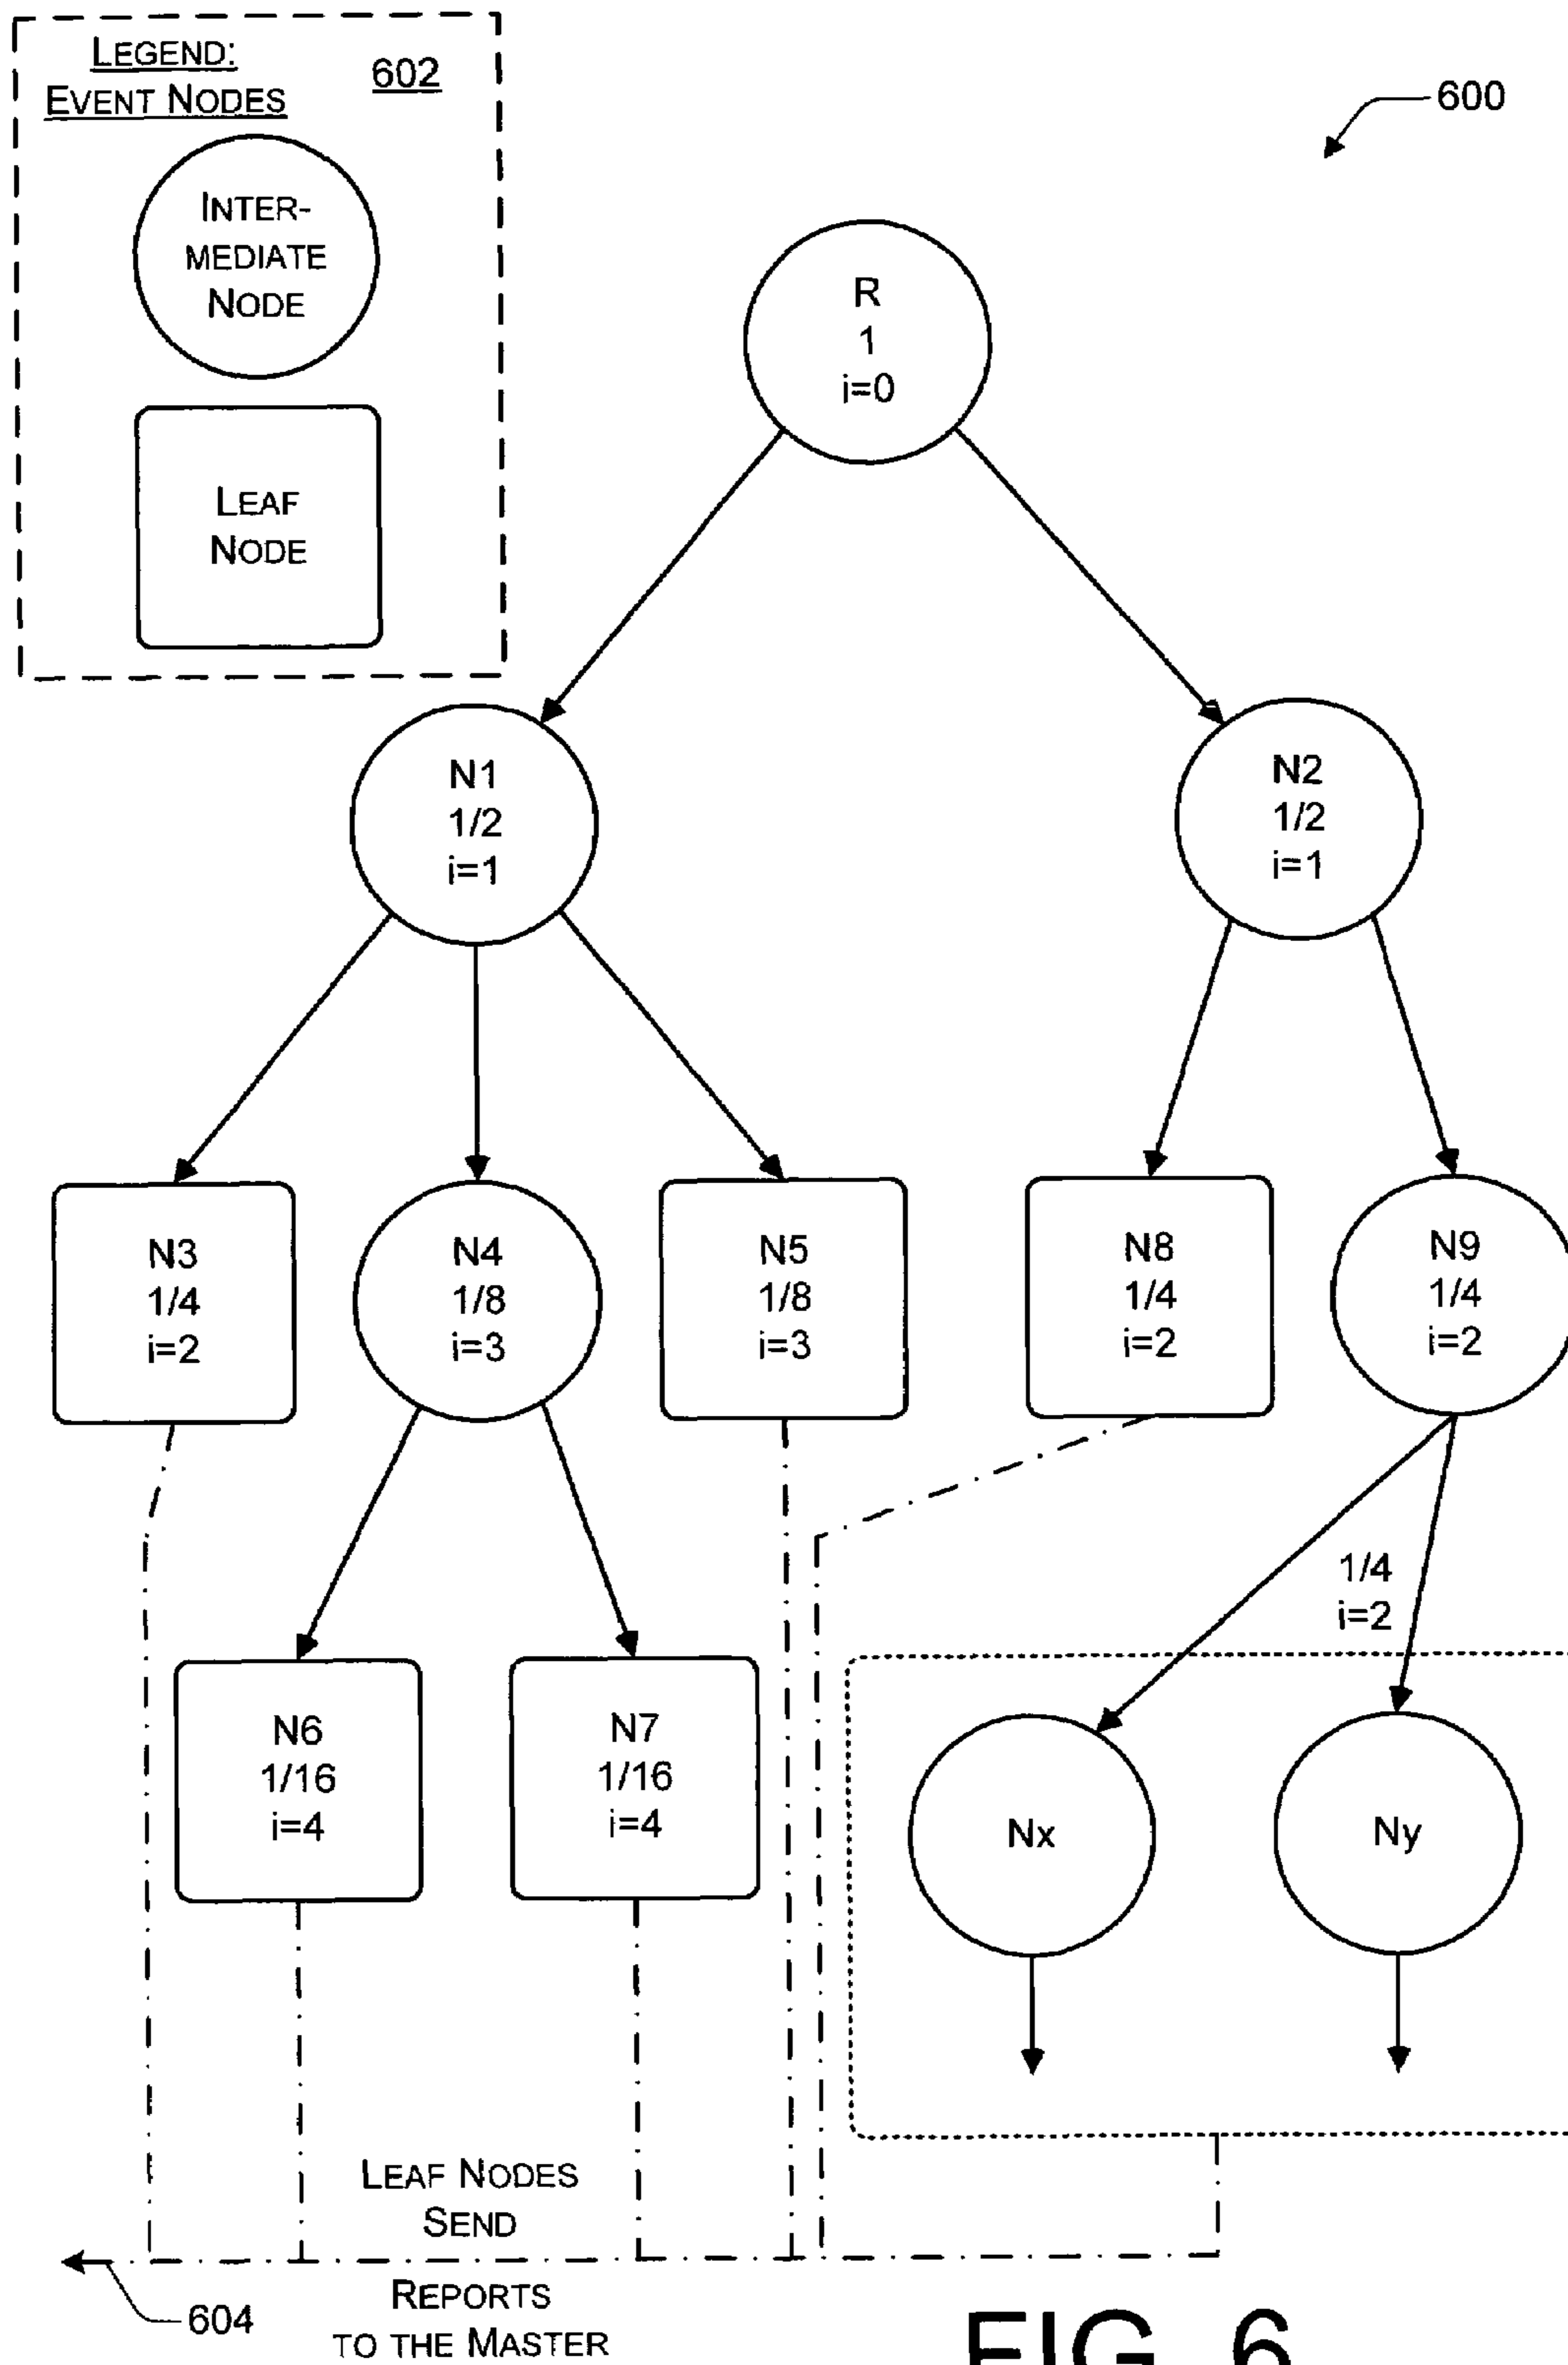 LEGEND:
EVENT NODES
602
INTER-
MEDIATE
NODE
LEAF
NODE
600
R
1
i=0
N1
1/2
i=1
N2
1/2
i=1
N3
1/4
i=2
N4
1/8
i=3
N5
1/8
i=3
N8
1/4
i=2
N9
1/4
i=2
1/4
i=2
N6
1/16
i=4
N7
1/16
i=4
Nx
Ny
LEAF NODES
SEND
REPORTS
TO THE MASTER
604
FIG. 6